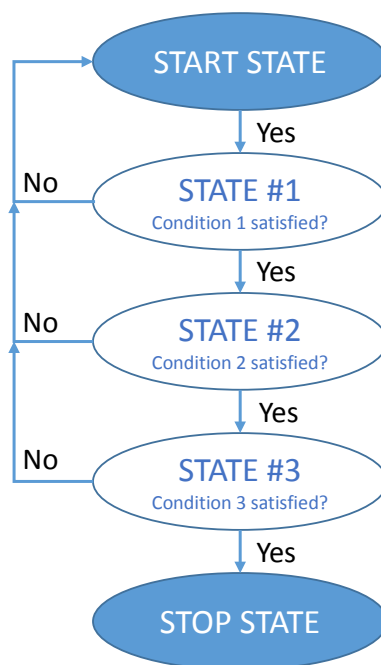 START STATE
Yes
No
STATE #1
Condition 1 satisfied?
Yes
No
STATE #2
Condition 2 satisfied?
Yes
No
STATE #3
Condition 3 satisfied?
Yes
STOP STATE